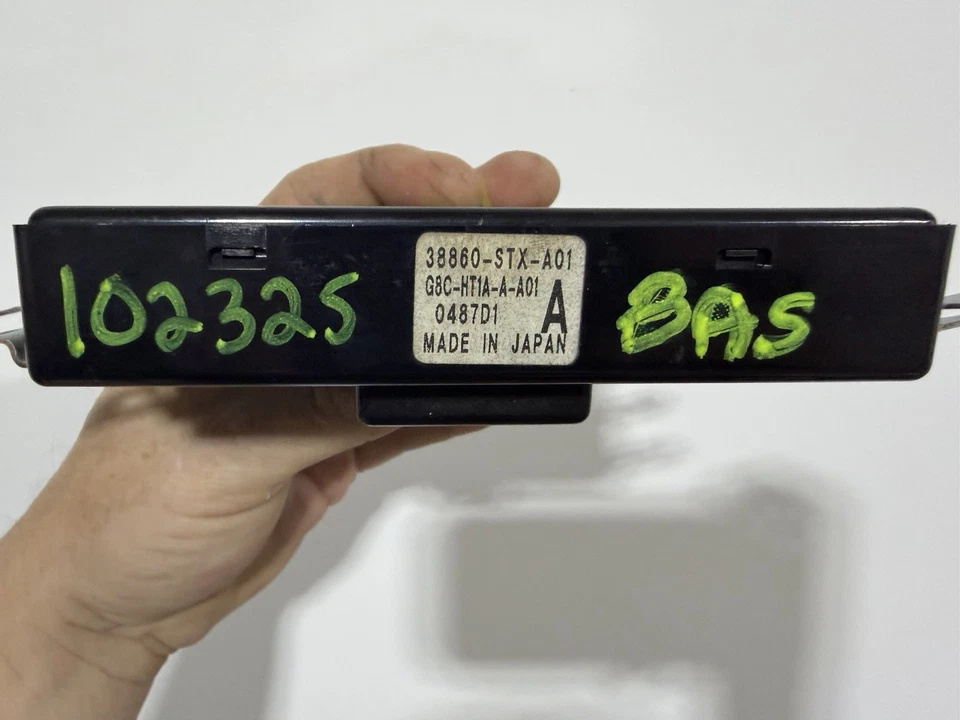 102325
38860-STX-A01
G8C-HT1A-A-A01
0487D1
A
MADE IN JAPAN
BAS